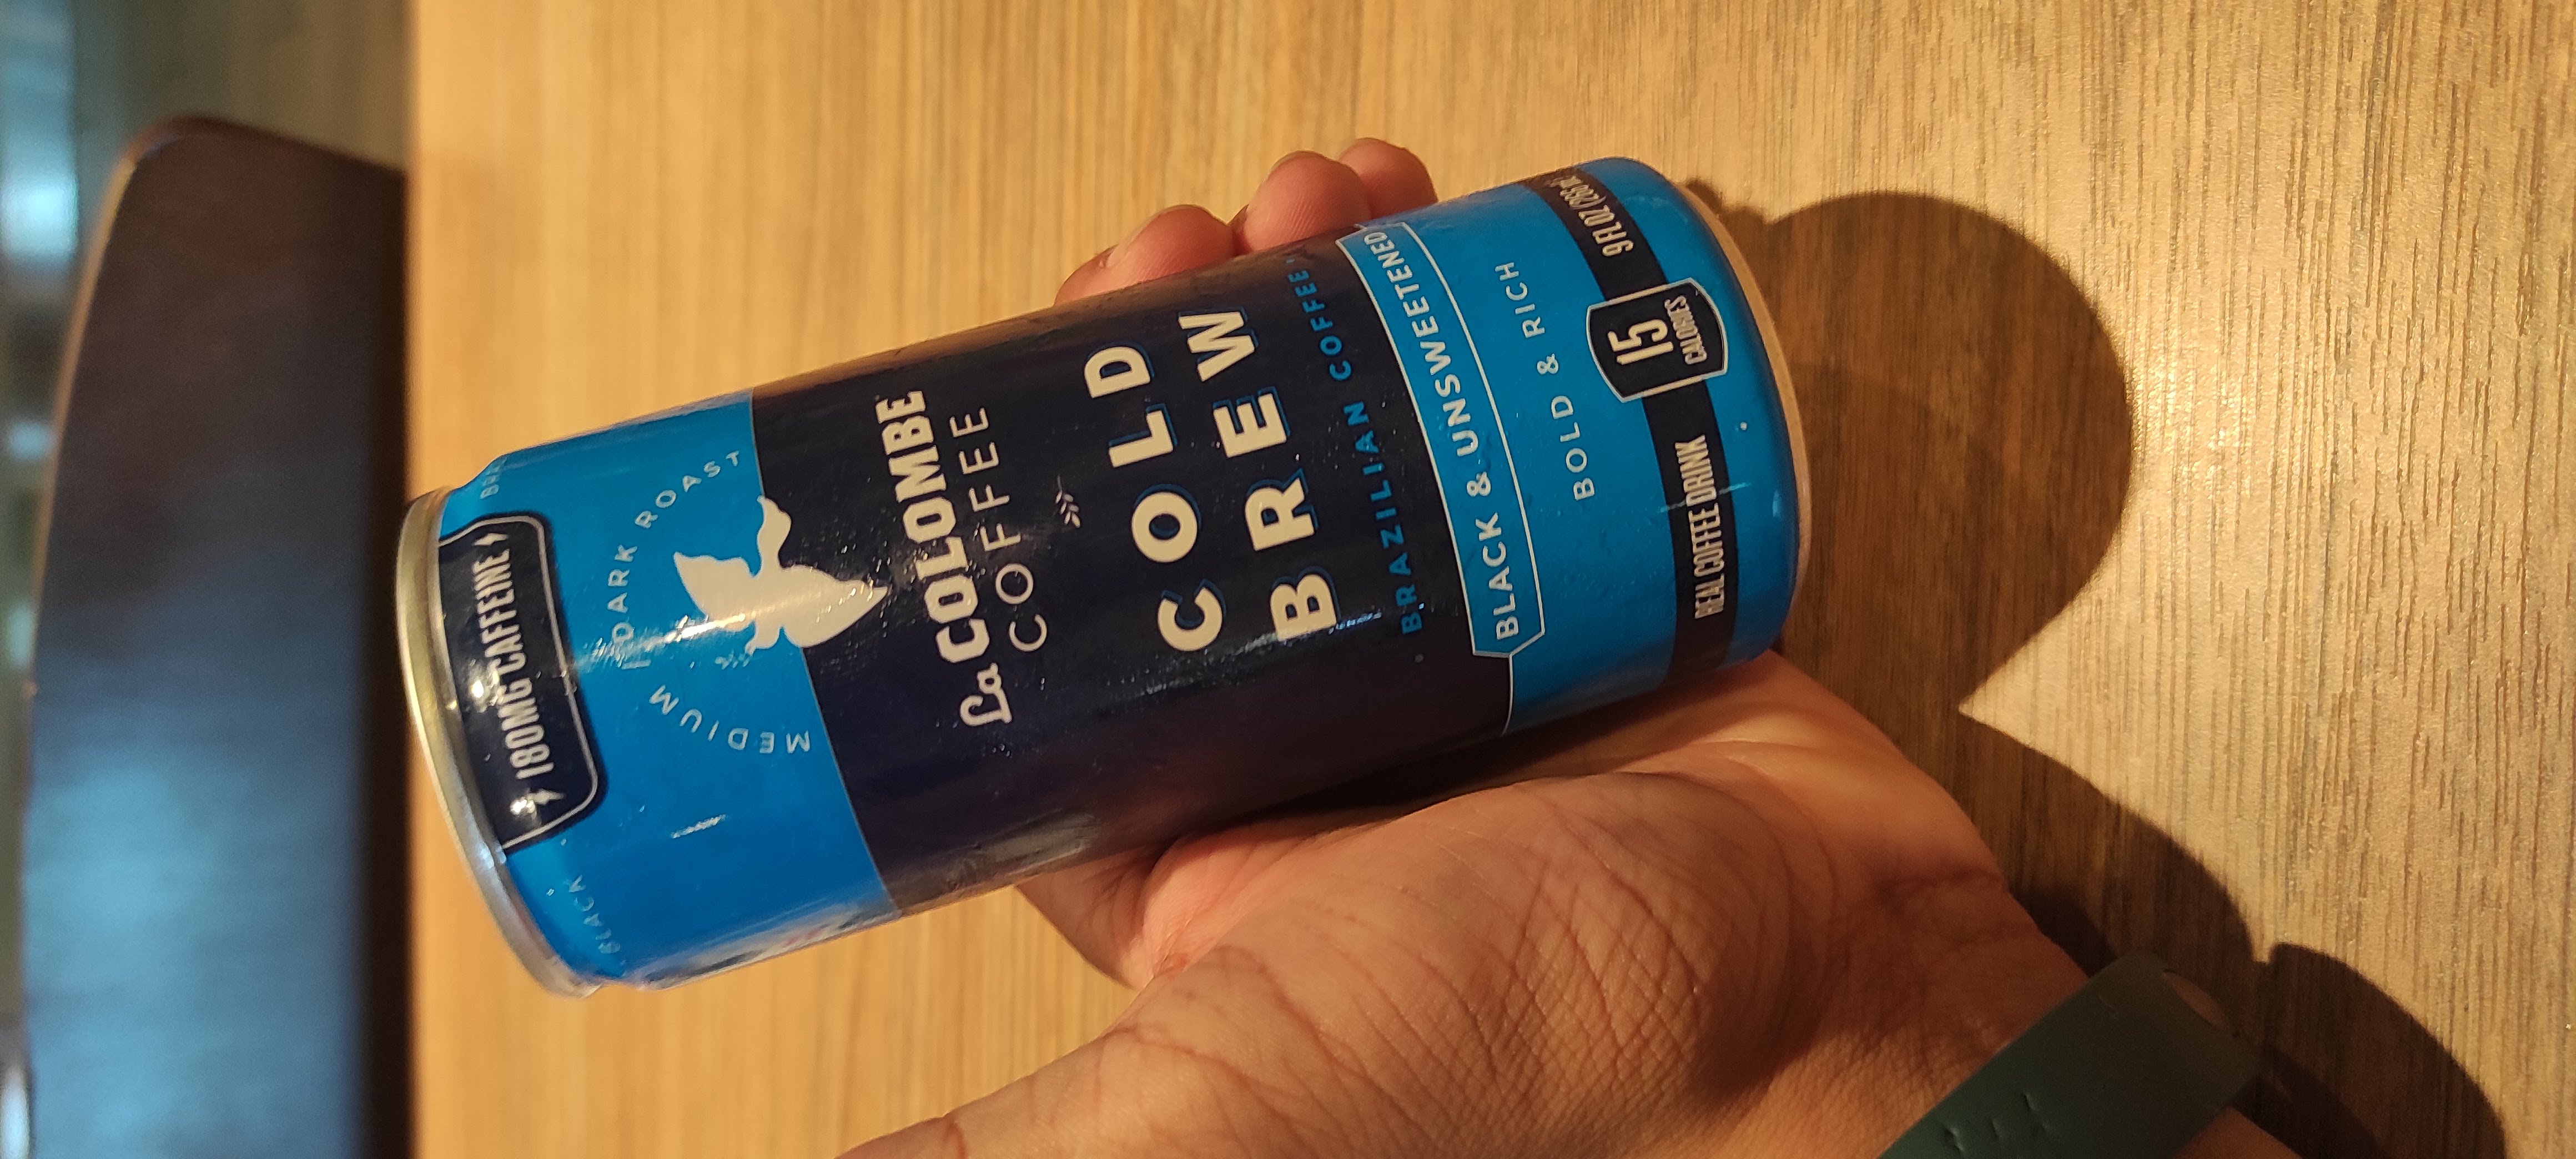 180MG CAFFEINE
BLACK
MEDIUM DARK ROAST
La COLOMBE
COFFEE
COLD
BREW
BRAZILIAN COFFEE
BLACK & UNSWEETENED
BOLD & RICH
REAL COFFEE DRINK
15
CALORIES
9 FL OZ (266